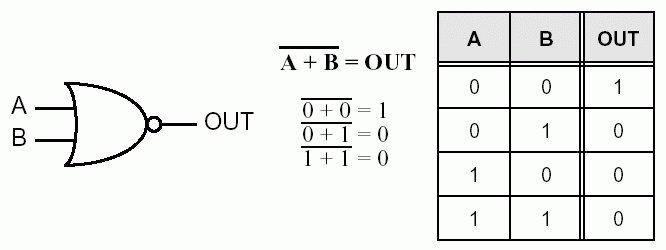 A
B
OUT
A + B = OUT
0 + 0 = 1
0 + 1 = 0
1 + 1 = 0
A B OUT
0 0 1
0 1 0
1 0 0
1 1 0